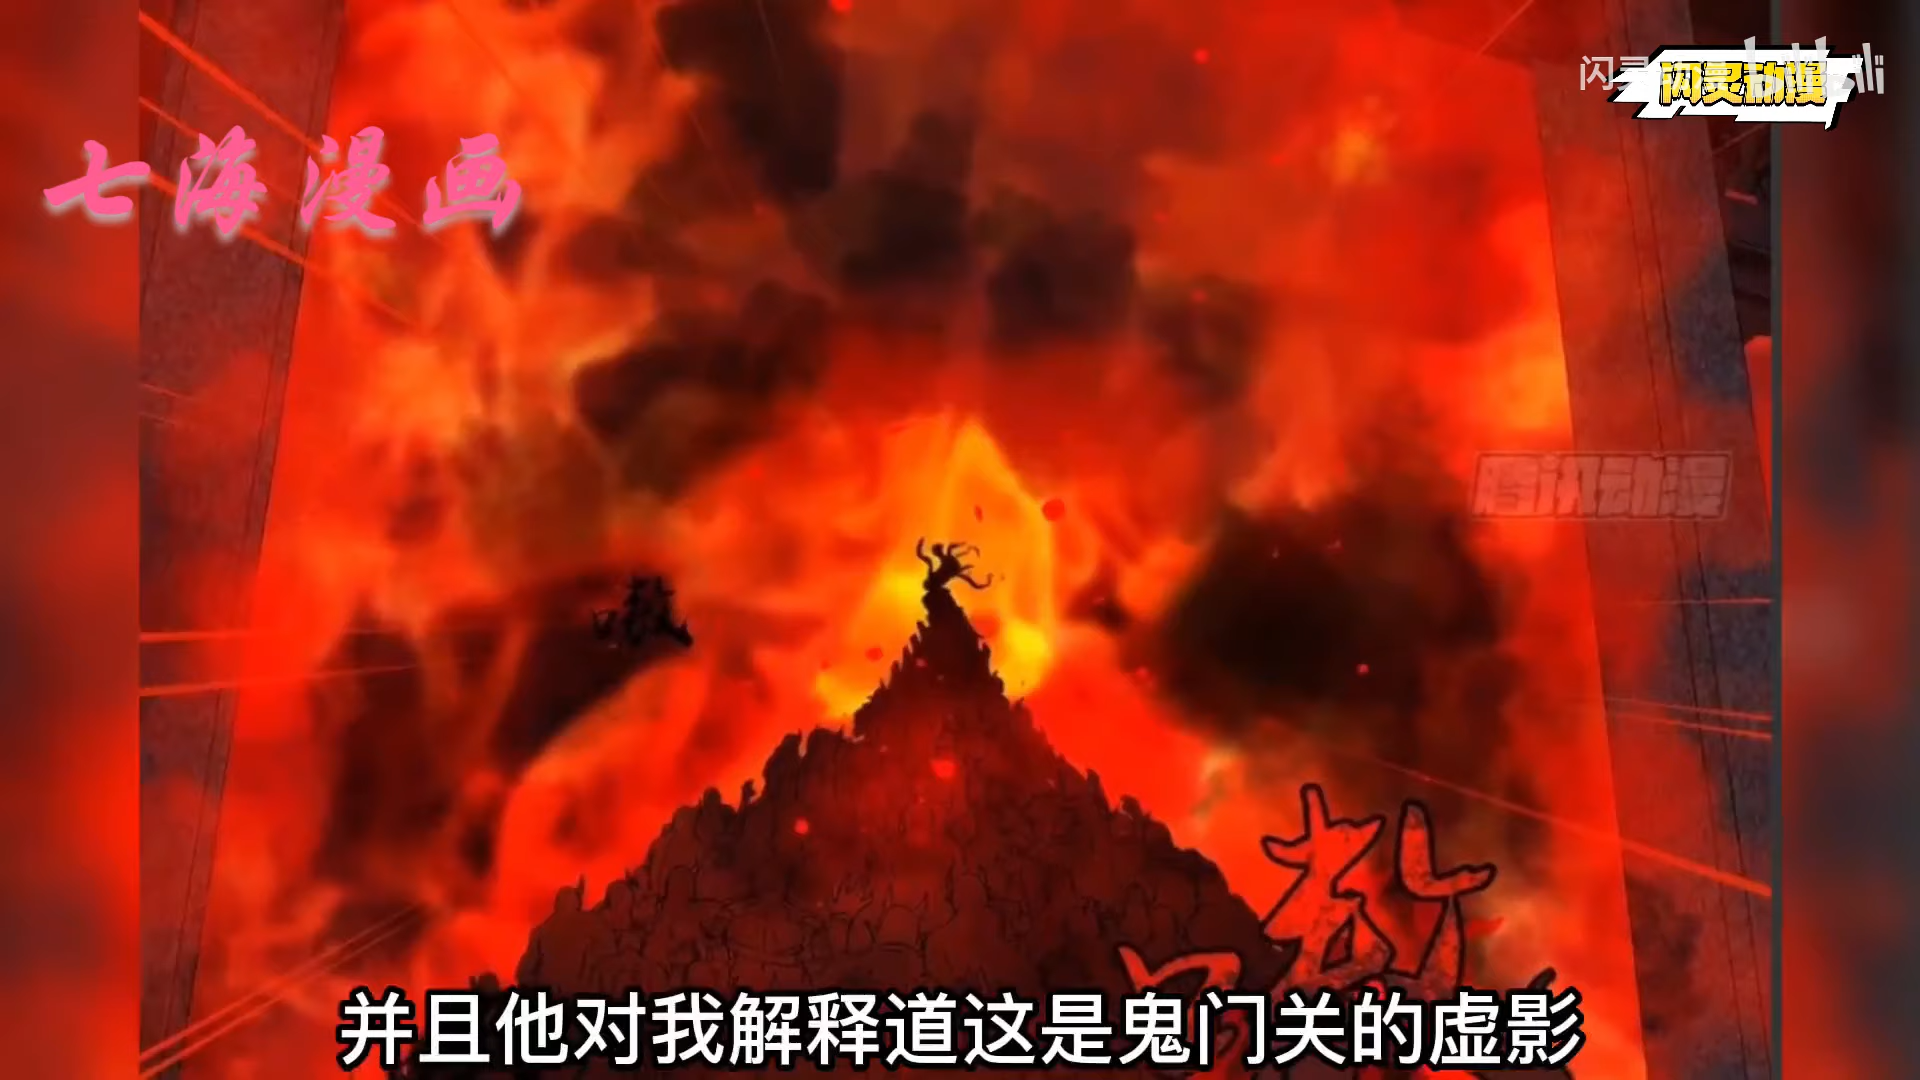 闪灵动漫
七海漫画
腾讯动漫
并且他对我解释道这是鬼门关的虚影